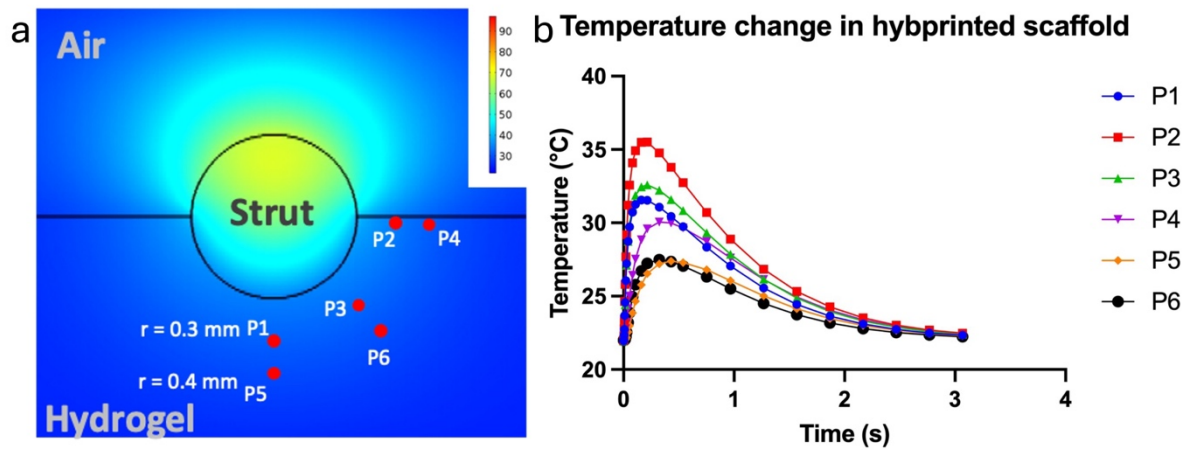 a
Air
90
80
70
60
50
40
30
Strut
P2
P4
P3
r = 0.3 mm P1
P6
r = 0.4 mm P5
Hydrogel
b Temperature change in hybprinted scaffold
Temperature (°C)
40
35
30
25
20
0 1 2 3 4
Time (s)
P1
P2
P3
P4
P5
P6